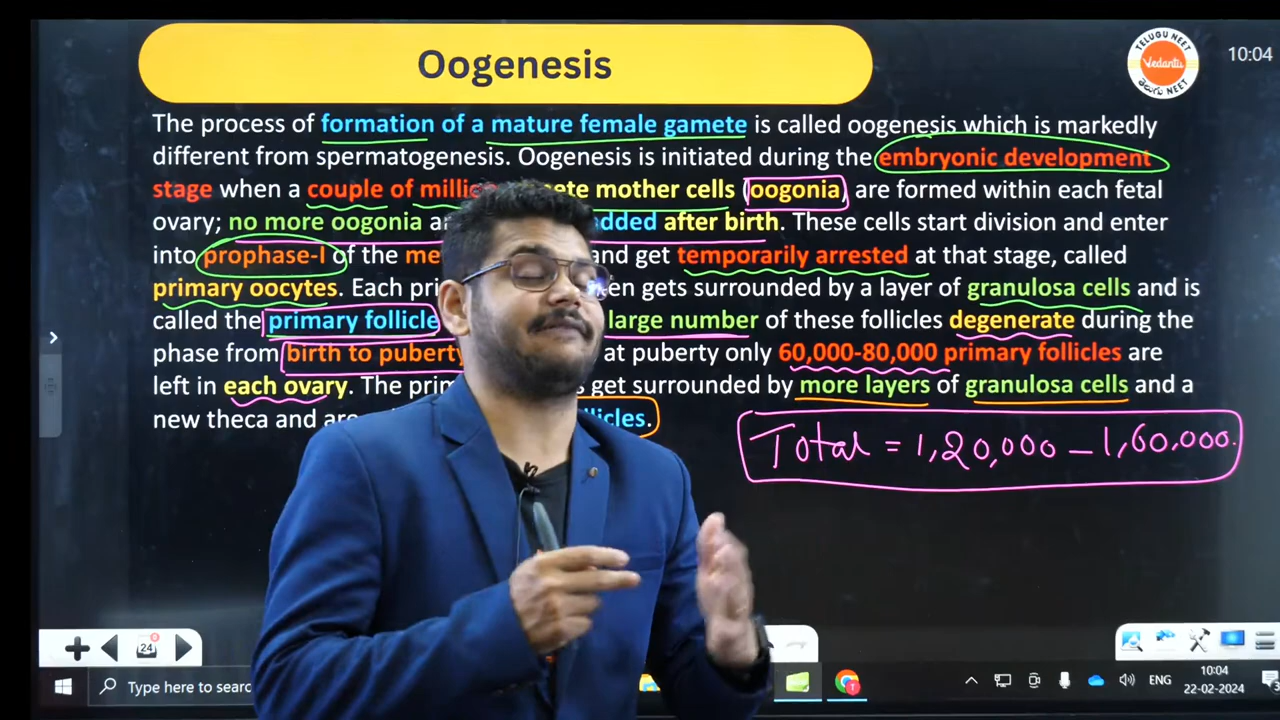 Oogenesis
TELUGU NEET
Vedantu
తెలుగు NEET
10:04
The process of formation of a mature female gamete is called oogenesis which is markedly
different from spermatogenesis. Oogenesis is initiated during the embryonic development
stage when a couple of mother cells (oogonia) are formed within each fetal
ovary; no more oogonia after birth. These cells start division and enter
into prophase-I of the and get temporarily arrested at that stage, called
primary oocytes. Each gets surrounded by a layer of granulosa cells and is
called the primary follicle large number of these follicles degenerate during the
phase from birth to puberty at puberty only 60,000-80,000 primary follicles are
left in each ovary. The get surrounded by more layers of granulosa cells and a
new theca and
Total = 1,20,000 – 1,60,000.
24
Type here to
ENG
10:04
22-02-2024